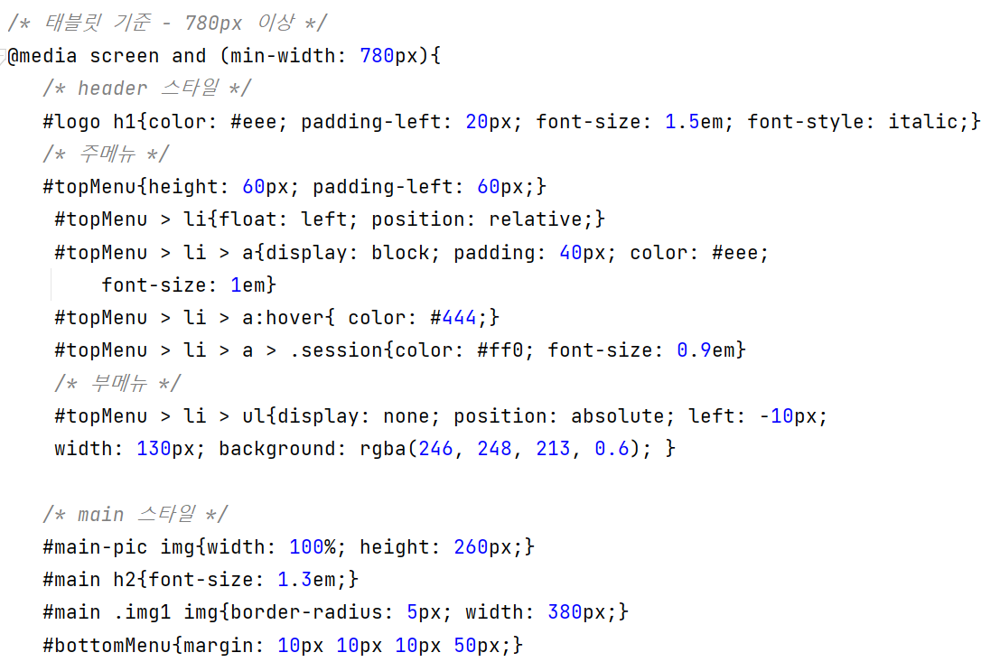 /* 태블릿 기준 - 780px 이상 */
@media screen and (min-width: 780px){
/* header 스타일 */
#logo h1{color: #eee; padding-left: 20px; font-size: 1.5em; font-style: italic;}
/* 주메뉴 */
#topMenu{height: 60px; padding-left: 60px;}
#topMenu > li{float: left; position: relative;}
#topMenu > li > a{display: block; padding: 40px; color: #eee;
font-size: 1em}
#topMenu > li > a:hover{ color: #444;}
#topMenu > li > a > .session{color: #ff0; font-size: 0.9em}
/* 부메뉴 */
#topMenu > li > ul{display: none; position: absolute; left: -10px;
width: 130px; background: rgba(246, 248, 213, 0.6); }
/* main 스타일 */
#main-pic img{width: 100%; height: 260px;}
#main h2{font-size: 1.3em;}
#main .img1 img{border-radius: 5px; width: 380px;}
#bottomMenu{margin: 10px 10px 10px 50px;}